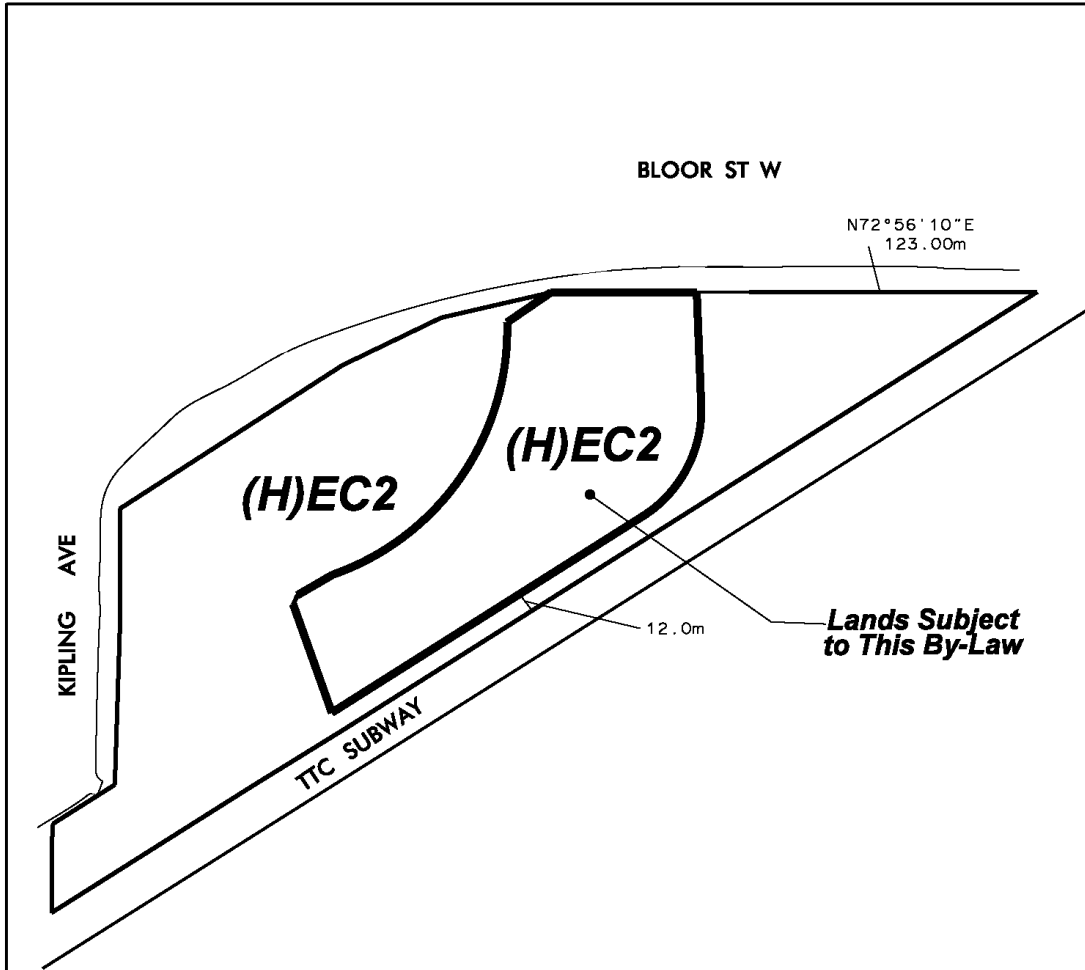 BLOOR ST W
N72°56'10"E
123.00m
(H)EC2
(H)EC2
KIPLING AVE
12.0m
Lands Subject
to This By-Law
TTC SUBWAY